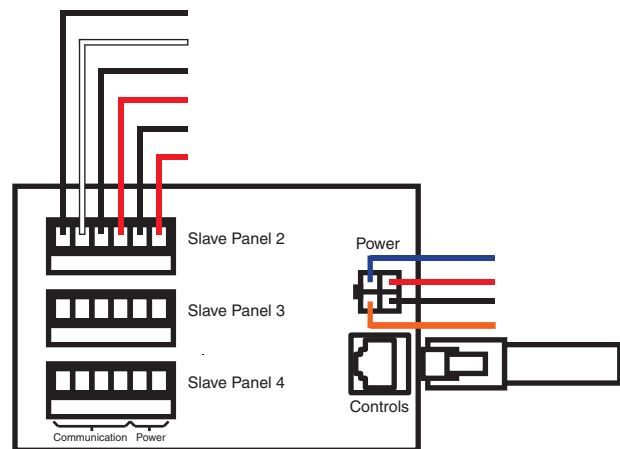 Slave Panel 2
Power
Slave Panel 3
Slave Panel 4
Controls
Communication Power